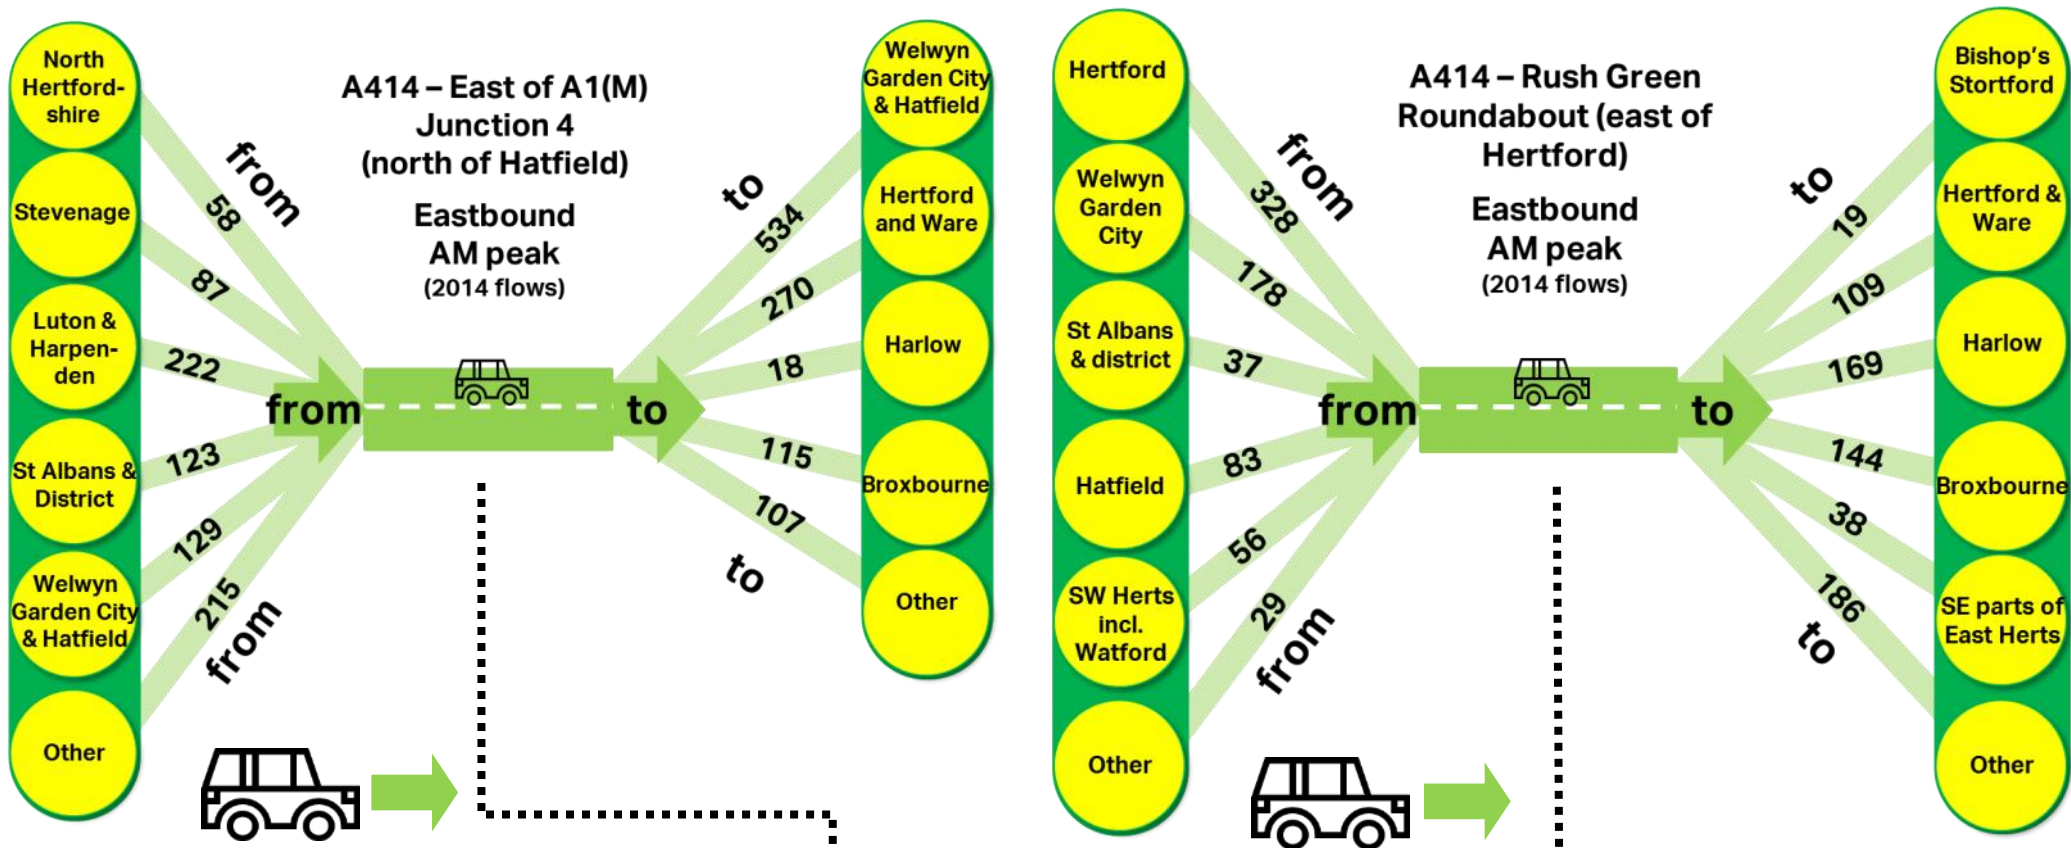 North
Hertford-
shire
Stevenage
Luton &
Harpen-
den
St Albans &
District
Welwyn
Garden City
& Hatfield
Other
from
58
87
222
123
129
215
from
from
A414 – East of A1(M)
Junction 4
(north of Hatfield)
Eastbound
AM peak
(2014 flows)
to
to
534
270
18
115
107
to
Welwyn
Garden City
& Hatfield
Hertford
and Ware
Harlow
Broxbourne
Other
Hertford
Welwyn
Garden
City
St Albans
& district
Hatfield
SW Herts
incl.
Watford
Other
from
328
178
37
83
56
29
from
from
A414 – Rush Green
Roundabout (east of
Hertford)
Eastbound
AM peak
(2014 flows)
to
to
19
109
169
144
38
186
to
Bishop's
Stortford
Hertford &
Ware
Harlow
Broxbourne
SE parts of
East Herts
Other